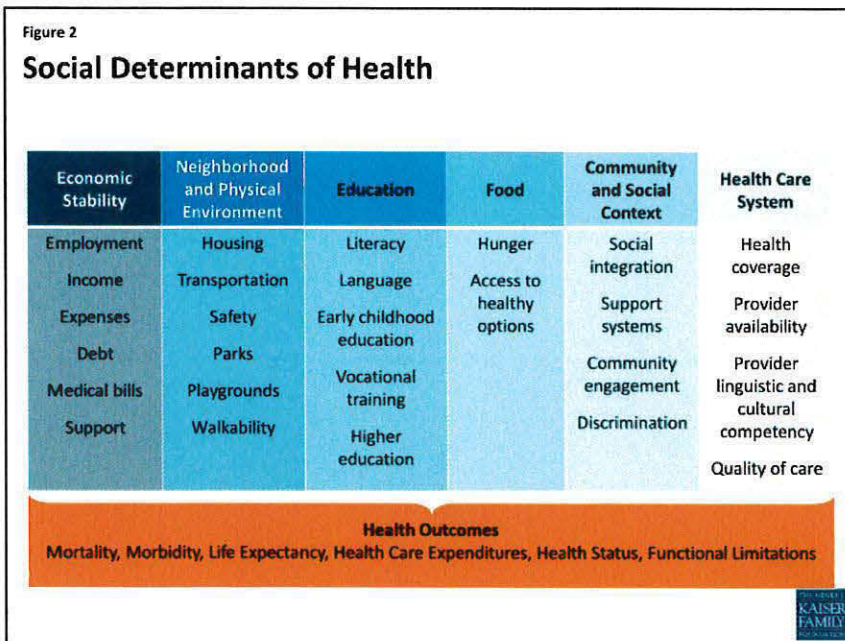 Figure 2
Social Determinants of Health
Economic
Stability
Employment
Income
Expenses
Debt
Medical bills
Support
Neighborhood
and Physical
Environment
Housing
Transportation
Safety
Parks
Playgrounds
Walkability
Education
Literacy
Language
Early childhood
education
Vocational
training
Higher
education
Food
Hunger
Access to
healthy
options
Community
and Social
Context
Social
integration
Support
systems
Community
engagement
Discrimination
Health Care
System
Health
coverage
Provider
availability
Provider
linguistic and
cultural
competency
Quality of care
Health Outcomes
Mortality, Morbidity, Life Expectancy, Health Care Expenditures, Health Status, Functional Limitations
KAISER
FAMILY